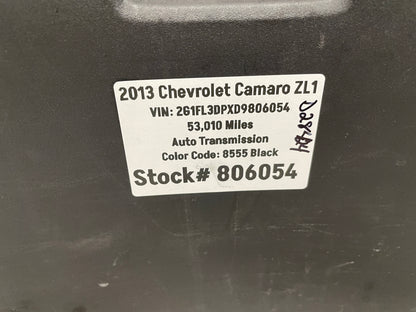 2013 Chevrolet Camaro ZL1
VIN: 2G1FL3DPXD9806054
53,010 Miles
Auto Transmission
Color Code: 8555 Black
Stock# 806054